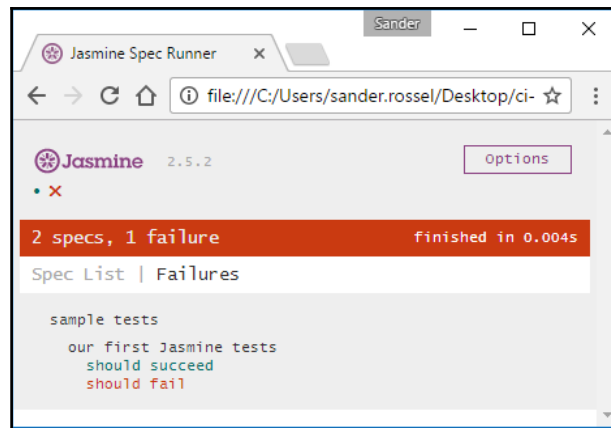 Sander
Jasmine Spec Runner
file:///C:/Users/sander.rossel/Desktop/ci-
Jasmine 2.5.2 Options
2 specs, 1 failure finished in 0.004s
Spec List | Failures
sample tests
our first Jasmine tests
should succeed
should fail